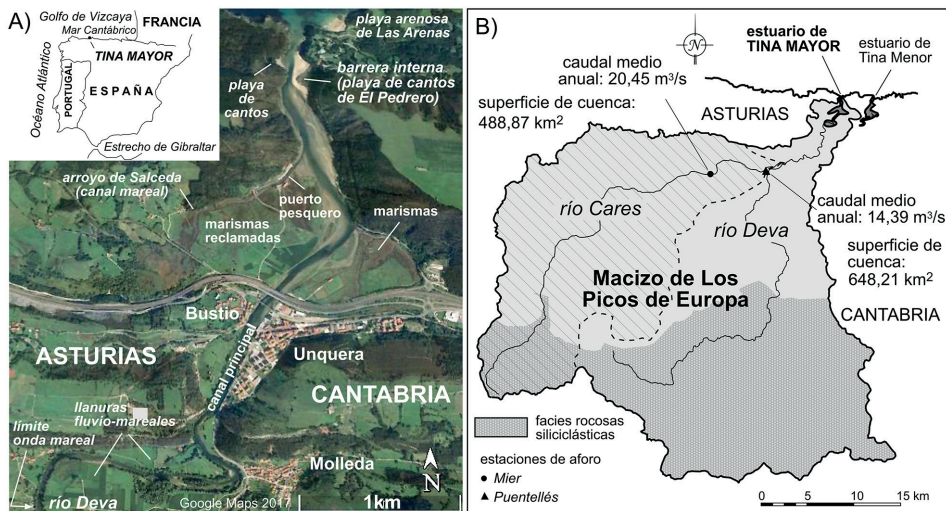 A)
Golfo de Vizcaya
Mar Cantábrico
FRANCIA
TINA MAYOR
Océano Atlántico
PORTUGAL
ESPAÑA
Estrecho de Gibraltar
playa arenosa
de Las Arenas
barrera interna
(playa de cantos
de El Pedrero)
playa
de
cantos
arroyo de Salceda
(canal mareal)
puerto
pesquero
marismas
reclamadas
marismas
Bustio
ASTURIAS
canal principal
Unquera
CANTABRIA
llanuras
fluvio-mareales
límite
onda mareal
Molleda
río Deva
Google Maps 2017
1km
N
B)
N
estuario de
TINA MAYOR
estuario de
Tina Menor
caudal medio
anual: 20,45 m³/s
superficie de cuenca:
488,87 km²
ASTURIAS
río Cares
caudal medio
anual: 14,39 m³/s
río Deva
superficie de
cuenca:
648,21 km²
Macizo de Los
Picos de Europa
CANTABRIA
facies rocosas
siliciclásticas
estaciones de aforo
Mier
Puentellés
0 5 10 15 km